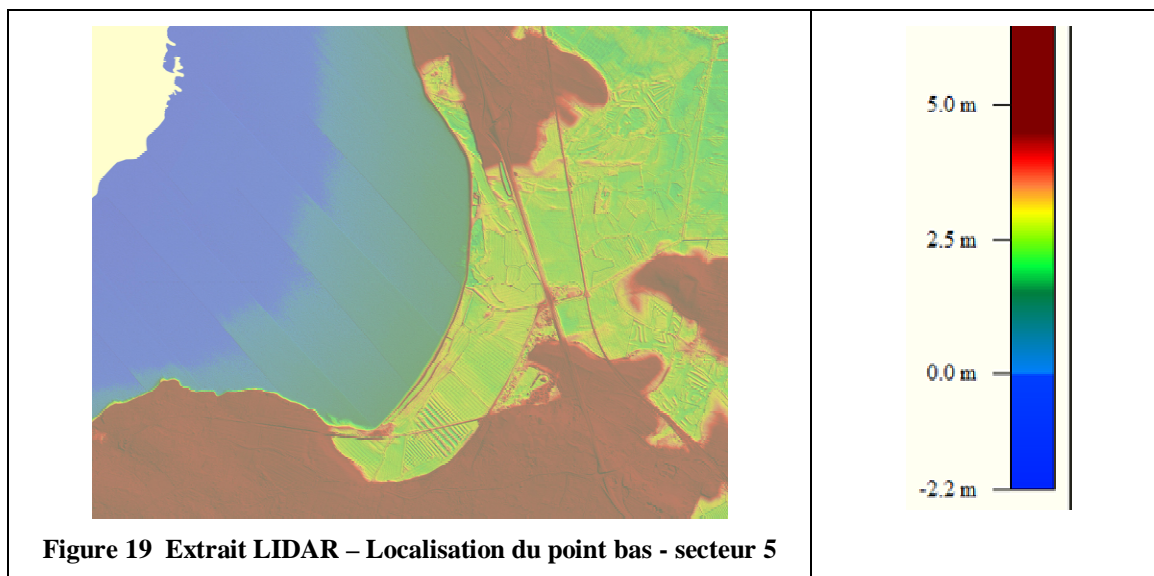 5.0 m
2.5 m
0.0 m
-2.2 m
Figure 19 Extrait LIDAR – Localisation du point bas - secteur 5